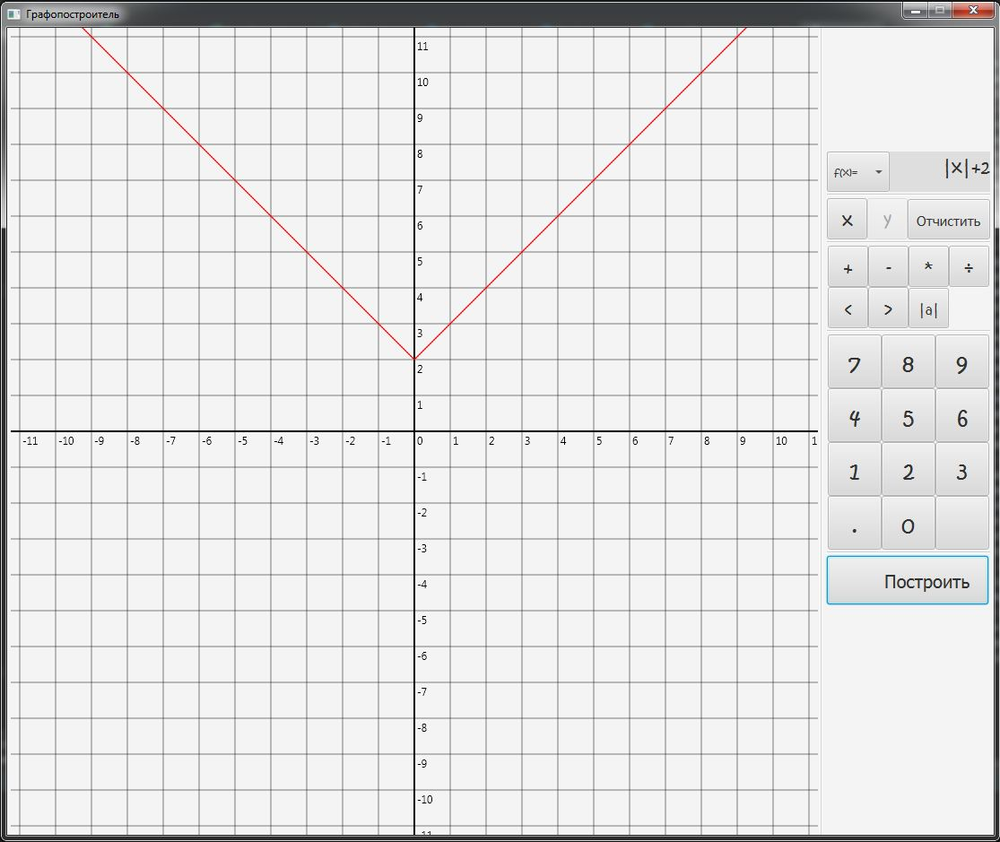 Графопостроитель
11
10
9
8
7
6
5
4
3
2
1
-11 -10 -9 -8 -7 -6 -5 -4 -3 -2 -1 0 1 2 3 4 5 6 7 8 9 10 1
-1
-2
-3
-4
-5
-6
-7
-8
-9
-10
f(x)= |x|+2
x y Отчистить
+ - * ÷
< > |a|
7 8 9
4 5 6
1 2 3
. 0
Построить